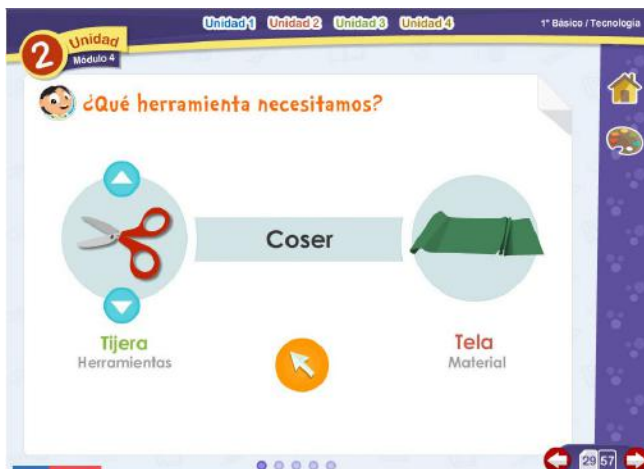 Unidad 1 Unidad 2 Unidad 3 Unidad 4
1° Básico / Tecnología
2 Unidad
Módulo 4
¿Qué herramienta necesitamos?
Coser
Tijera
Herramientas
Tela
Material
29 57